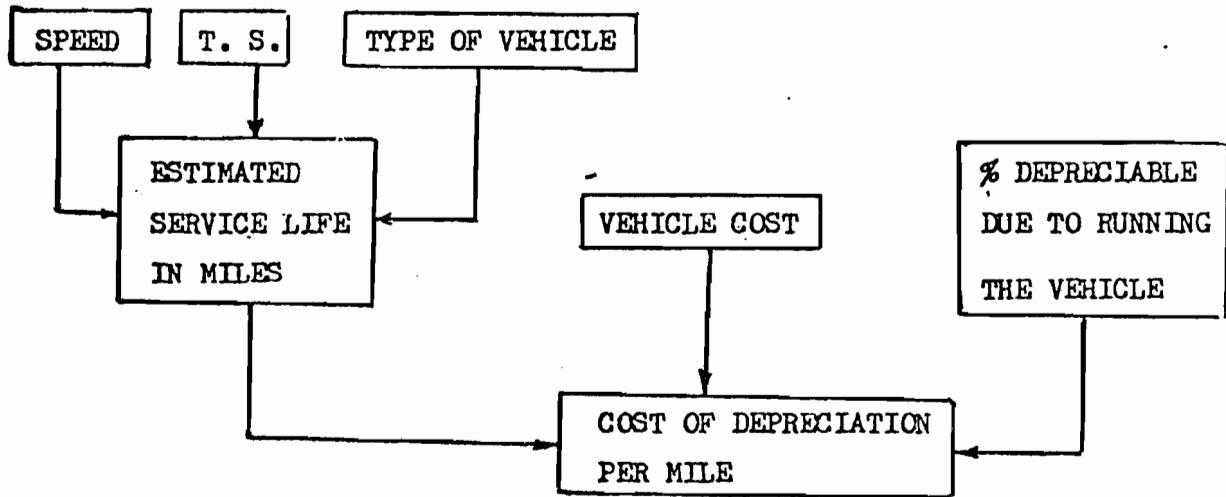 SPEED
T. S.
TYPE OF VEHICLE
ESTIMATED
SERVICE LIFE
IN MILES
VEHICLE COST
% DEPRECIABLE
DUE TO RUNNING
THE VEHICLE
COST OF DEPRECIATION
PER MILE